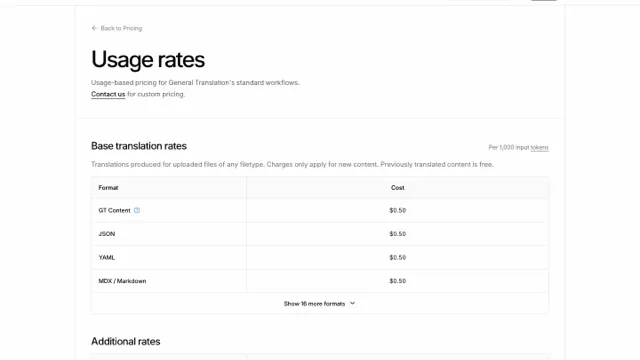 ← Back to Pricing
Usage rates
Usage-based pricing for General Translation's standard workflows.
Contact us for custom pricing.
Base translation rates
Per 1,000 input tokens
Translations produced for uploaded files of any filetype. Charges only apply for new content. Previously translated content is free.
Format Cost
GT Content $0.50
JSON $0.50
YAML $0.50
MDX / Markdown $0.50
Show 16 more formats
Additional rates